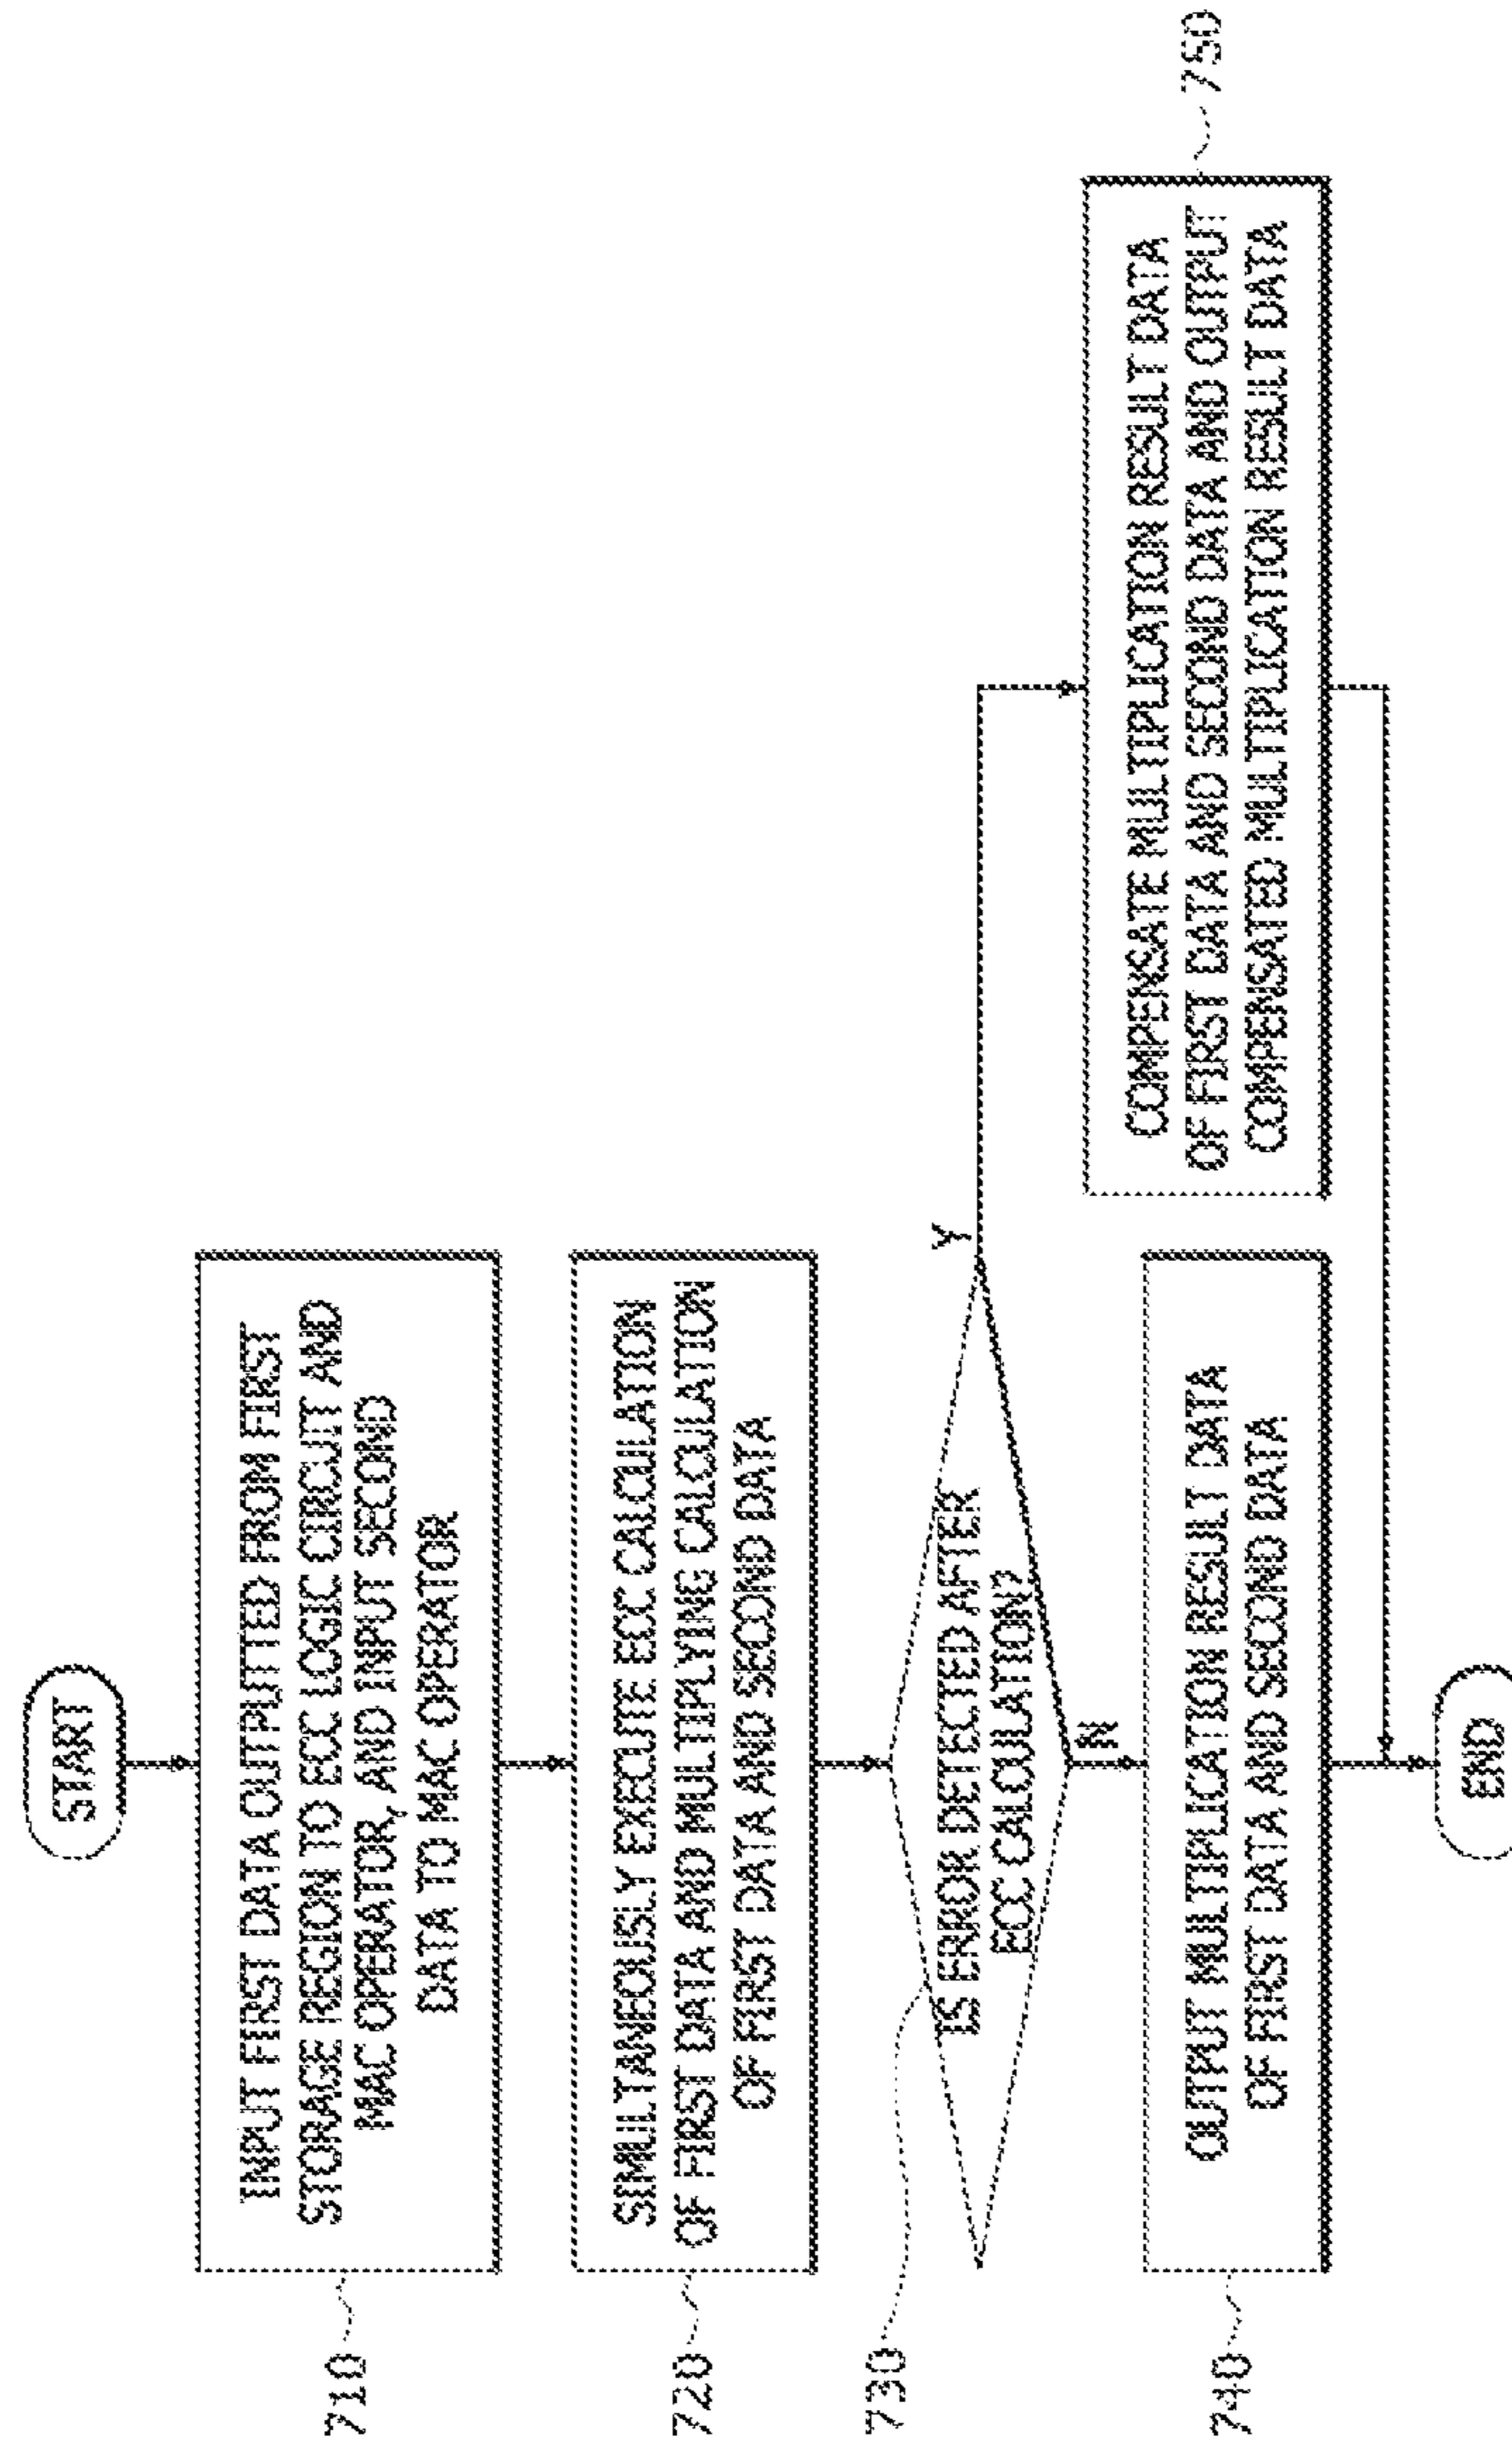 START
710
INPUT FIRST DATA OUTPUTTED FROM FIRST
STORAGE REGION TO ECC LOGIC CIRCUIT AND
MAC OPERATOR, AND INPUT SECOND
DATA TO MAC OPERATOR
720
SIMULTANEOUSLY EXECUTE ECC CALCULATION
OF FIRST DATA AND MULTIPLYING CALCULATION
OF FIRST DATA AND SECOND DATA
730
IS ERROR DETECTED AFTER
ECC CALCULATION?
Y
N
740
OUTPUT MULTIPLICATION RESULT DATA
OF FIRST DATA AND SECOND DATA
COMPENSATE MULTIPLICATION RESULT DATA
OF FIRST DATA AND SECOND DATA AND OUTPUT
COMPENSATED MULTIPLICATION RESULT DATA
750
END